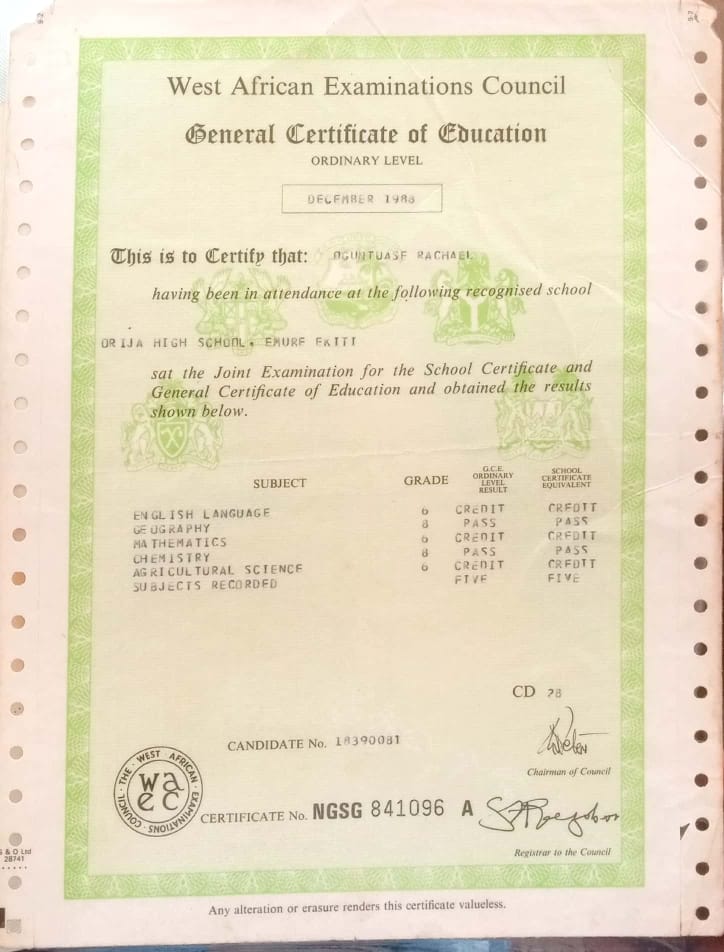 West African Examinations Council
General Certificate of Education
ORDINARY LEVEL
DECEMBER 1988
This is to Certify that: OGUNTUASE RACHAEL
having been in attendance at the following recognised school
ORIJA HIGH SCHOOL, EMURE EKITI
sat the Joint Examination for the School Certificate and
General Certificate of Education and obtained the results
shown below.
SUBJECT GRADE G.C.E. ORDINARY LEVEL RESULT SCHOOL CERTIFICATE EQUIVALENT
ENGLISH LANGUAGE 6 CREDIT CREDIT
GEOGRAPHY 8 PASS PASS
MATHEMATICS 6 CREDIT CREDIT
CHEMISTRY 8 PASS PASS
AGRICULTURAL SCIENCE 6 CREDIT CREDIT
SUBJECTS RECORDED FIVE FIVE
CD 28
CANDIDATE No. 18390081
Chairman of Council
THE WEST AFRICAN EXAMINATIONS COUNCIL
waec
CERTIFICATE No. NGSG 841096 A
Registrar to the Council
& O Ltd
28741
Any alteration or erasure renders this certificate valueless.